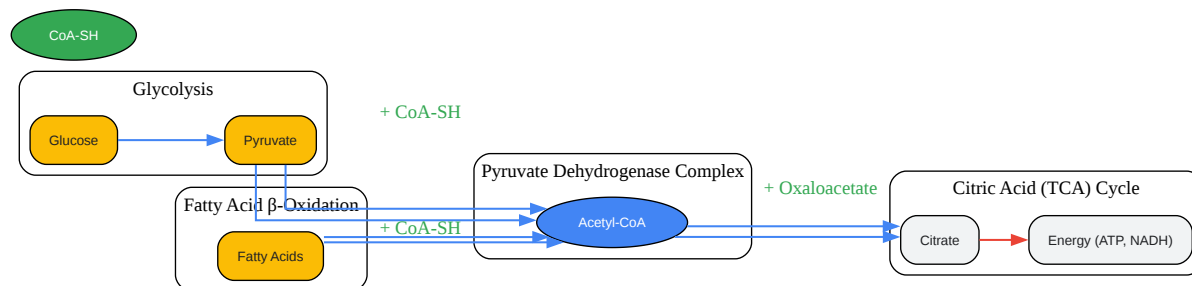 CoA-SH
Glycolysis
Glucose
Pyruvate
+ CoA-SH
Pyruvate Dehydrogenase Complex
Acetyl-CoA
Fatty Acid β-Oxidation
Fatty Acids
+ CoA-SH
+ Oxaloacetate
Citric Acid (TCA) Cycle
Citrate
Energy (ATP, NADH)